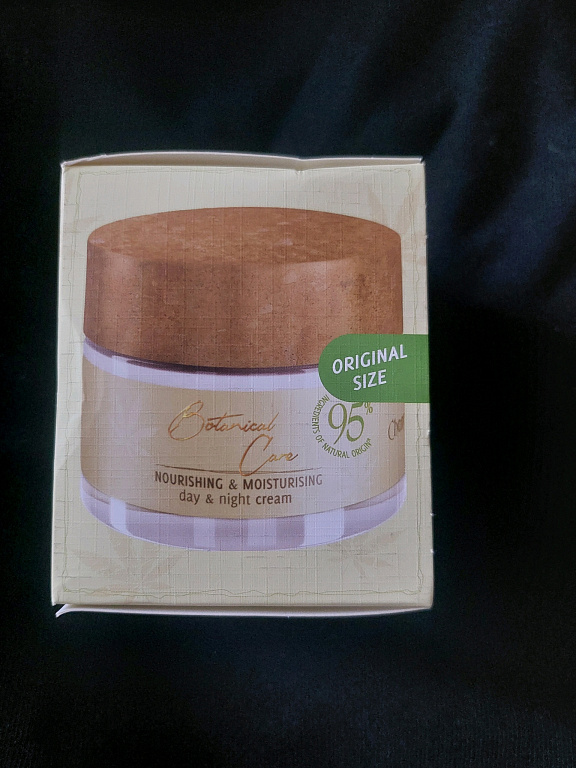 ORIGINAL
SIZE
95%
INGREDIENTS OF NATURAL ORIGIN*
Botanical
Care
NOURISHING & MOISTURISING
day & night cream